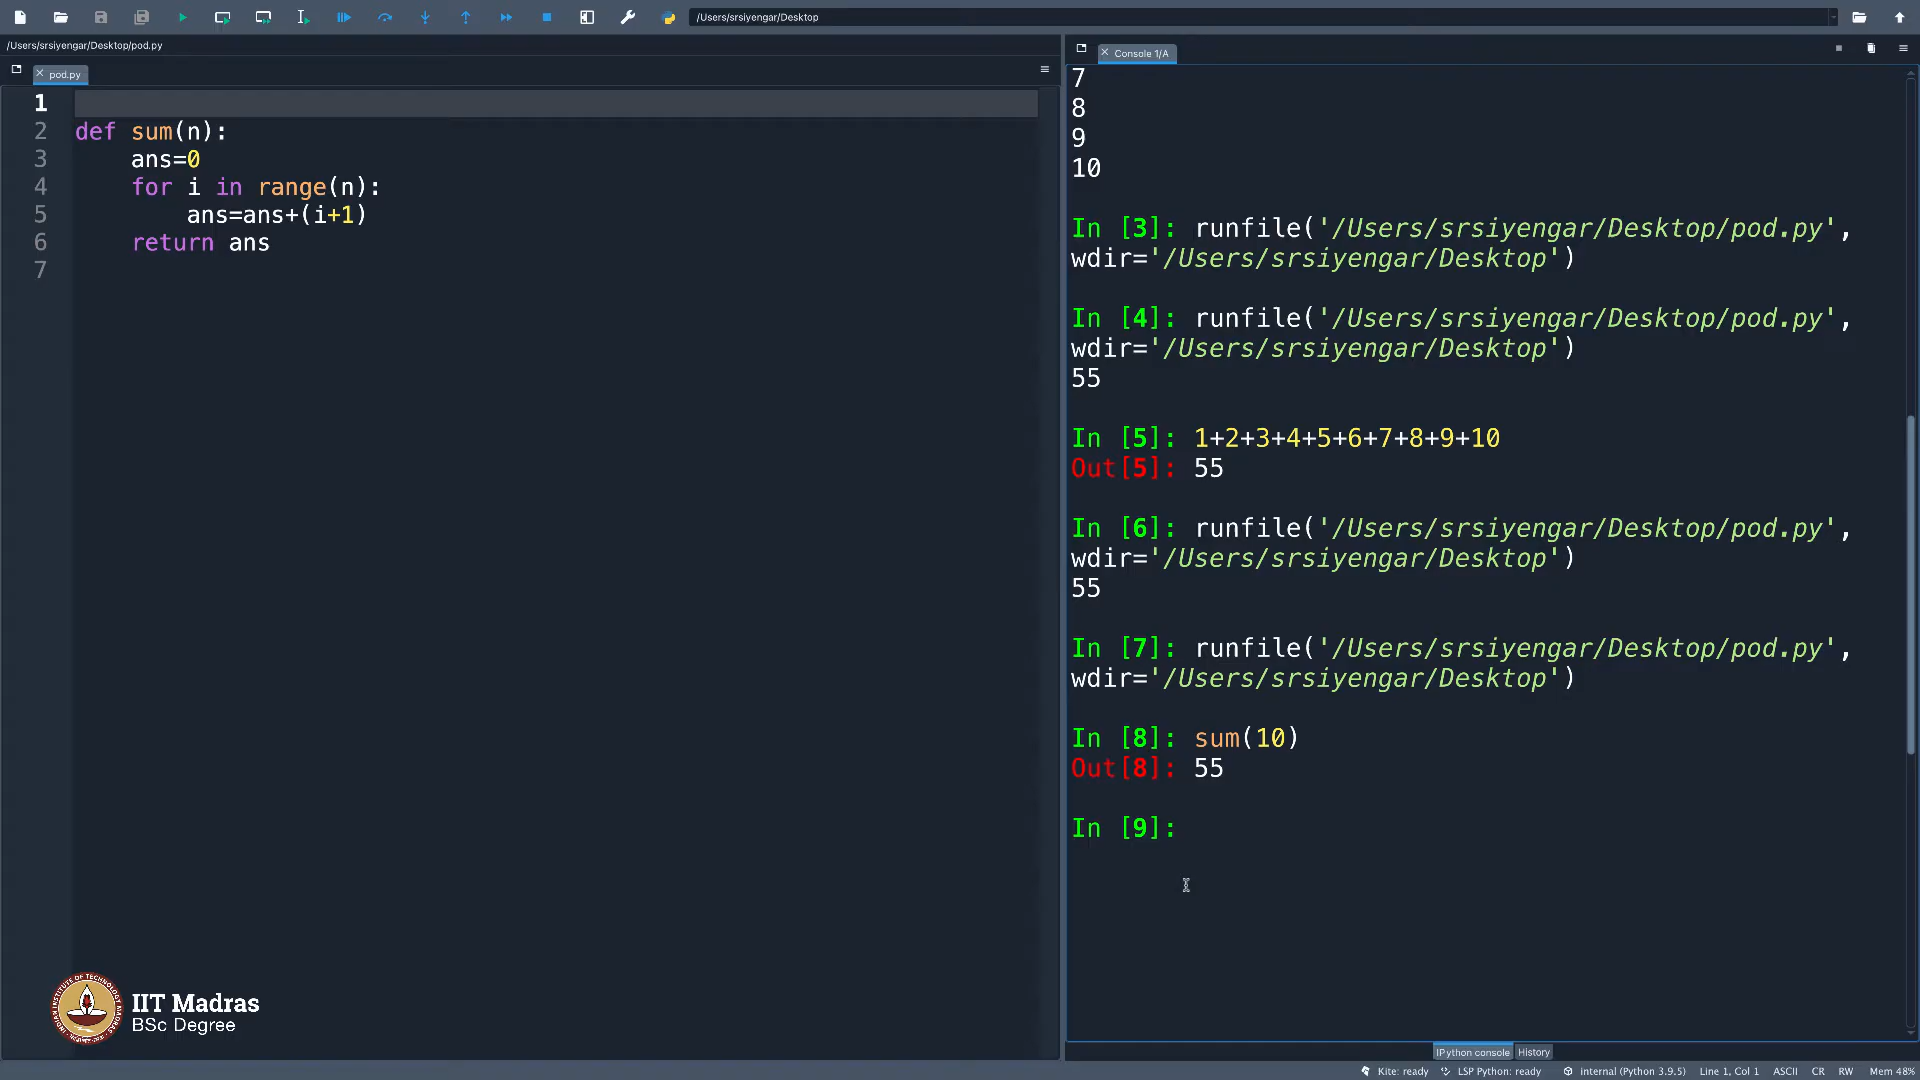 /Users/srsiyengar/Desktop
/Users/srsiyengar/Desktop/pod.py
pod.py
1
2 def sum(n):
3     ans=0
4     for i in range(n):
5         ans=ans+(i+1)
6     return ans
7
IIT Madras
BSc Degree
Console 1/A
7
8
9
10
In [3]: runfile('/Users/srsiyengar/Desktop/pod.py',
wdir='/Users/srsiyengar/Desktop')
In [4]: runfile('/Users/srsiyengar/Desktop/pod.py',
wdir='/Users/srsiyengar/Desktop')
55
In [5]: 1+2+3+4+5+6+7+8+9+10
Out[5]: 55
In [6]: runfile('/Users/srsiyengar/Desktop/pod.py',
wdir='/Users/srsiyengar/Desktop')
55
In [7]: runfile('/Users/srsiyengar/Desktop/pod.py',
wdir='/Users/srsiyengar/Desktop')
In [8]: sum(10)
Out[8]: 55
In [9]:
IPython console History
Kite: ready LSP Python: ready internal (Python 3.9.5) Line 1, Col 1 ASCII CR RW Mem 48%